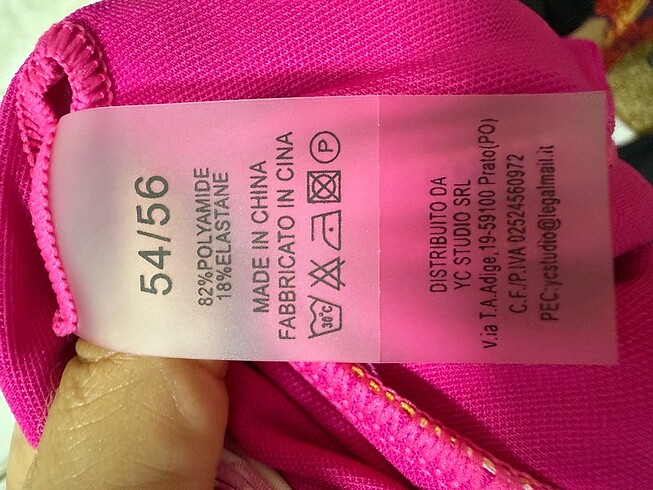 54/56
82%POLYAMIDE
18%ELASTANE
MADE IN CHINA
FABBRICATO IN CINA
30°C
P
DISTRIBUITO DA
YC STUDIO SRL
v.ia T.A.Adige,19-59100 Prato(PO)
C.F./P.IVA 02524560972
PEC:ycstudio@legalmail.it